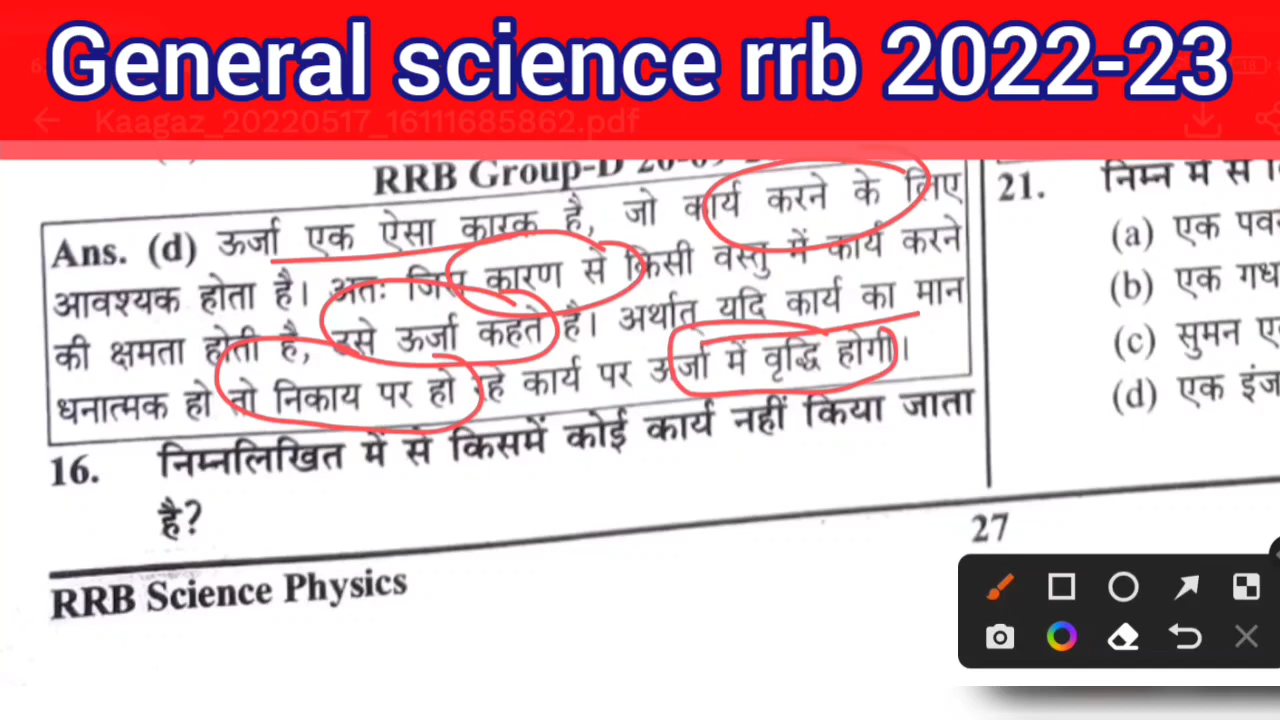 General science rrb 2022-23
Kaagaz_20220517_16111685862.pdf
RRB Group-D
Ans. (d) ऊर्जा एक ऐसा कारक है, जो कार्य करने के लिए
आवश्यक होता है। अतः जिस कारण से किसी वस्तु में कार्य करने
की क्षमता होती है, उसे ऊर्जा कहते है। अर्थात् यदि कार्य का मान
धनात्मक हो तो निकाय पर हो रहे कार्य पर ऊर्जा में वृद्धि होगी।
16. निम्नलिखित में से किसमें कोई कार्य नहीं किया जाता
है?
RRB Science Physics
27
21. निम्न में से
(a) एक
(b) एक
(c) सुमन
(d) एक